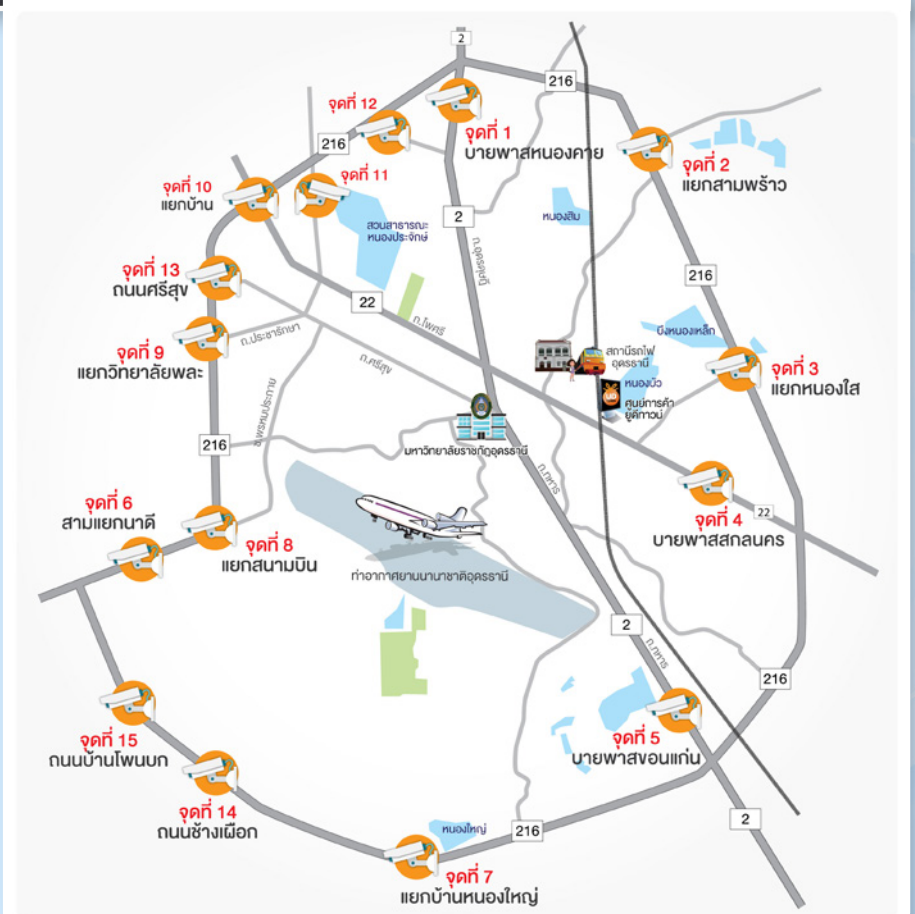 2
216
จุดที่ 12
จุดที่ 1
บายพาสหนองคาย
216
จุดที่ 2
แยกสามพร้าว
จุดที่ 10
แยกบ้าน
จุดที่ 11
สวนสาธารณะ
หนองประจักษ์
2
หนองสิม
ถ.อุดรดุษฎี
จุดที่ 13
ถนนศรีสุข
216
22
ถ.โพศรี
บึงหนองเหล็ก
ถ.ประชารักษา
จุดที่ 9
แยกวิทยาลัยพละ
ถ.ศรีสุข
สถานีรถไฟ
อุดรธานี
จุดที่ 3
แยกหนองใส
หนองบัว
UD
ศูนย์การค้า
ยูดีทาวน์
ซ.พรหมประกาย
216
มหาวิทยาลัยราชภัฏอุดรธานี
ถ.ทหาร
จุดที่ 6
สามแยกนาดี
จุดที่ 4
บายพาสสกลนคร
22
จุดที่ 8
แยกสนามบิน
ท่าอากาศยานนานาชาติอุดรธานี
2
ถ.ทหาร
216
จุดที่ 15
ถนนบ้านโพนบก
จุดที่ 5
บายพาสขอนแก่น
จุดที่ 14
ถนนช้างเผือก
หนองใหญ่
216
2
จุดที่ 7
แยกบ้านหนองใหญ่